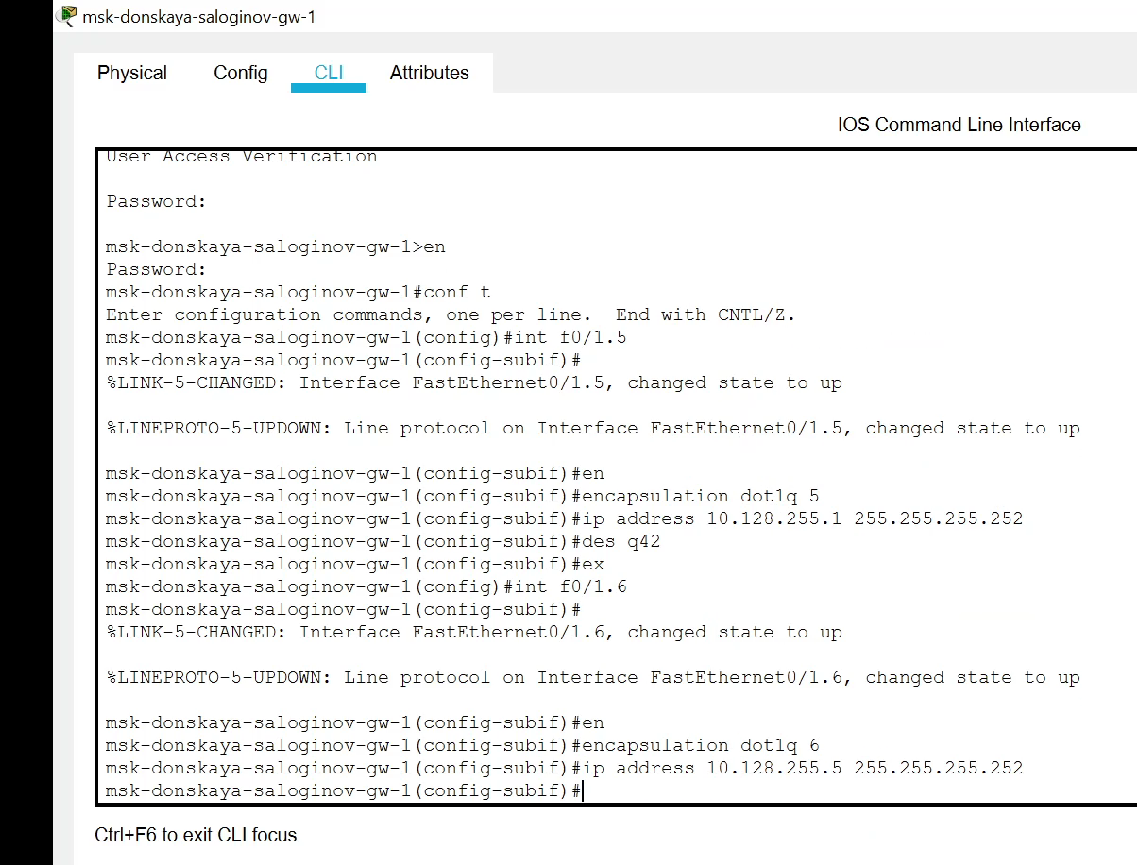 msk-donskaya-saloginov-gw-1
Physical Config CLI Attributes
IOS Command Line Interface
User Access Verification
Password:
msk-donskaya-saloginov-gw-1>en
Password:
msk-donskaya-saloginov-gw-1#conf t
Enter configuration commands, one per line.  End with CNTL/Z.
msk-donskaya-saloginov-gw-1(config)#int f0/1.5
msk-donskaya-saloginov-gw-1(config-subif)#
%LINK-5-CHANGED: Interface FastEthernet0/1.5, changed state to up
%LINEPROTO-5-UPDOWN: Line protocol on Interface FastEthernet0/1.5, changed state to up
msk-donskaya-saloginov-gw-1(config-subif)#en
msk-donskaya-saloginov-gw-1(config-subif)#encapsulation dot1q 5
msk-donskaya-saloginov-gw-1(config-subif)#ip address 10.128.255.1 255.255.255.252
msk-donskaya-saloginov-gw-1(config-subif)#des q42
msk-donskaya-saloginov-gw-1(config-subif)#ex
msk-donskaya-saloginov-gw-1(config)#int f0/1.6
msk-donskaya-saloginov-gw-1(config-subif)#
%LINK-5-CHANGED: Interface FastEthernet0/1.6, changed state to up
%LINEPROTO-5-UPDOWN: Line protocol on Interface FastEthernet0/1.6, changed state to up
msk-donskaya-saloginov-gw-1(config-subif)#en
msk-donskaya-saloginov-gw-1(config-subif)#encapsulation dot1q 6
msk-donskaya-saloginov-gw-1(config-subif)#ip address 10.128.255.5 255.255.255.252
msk-donskaya-saloginov-gw-1(config-subif)#
Ctrl+F6 to exit CLI focus